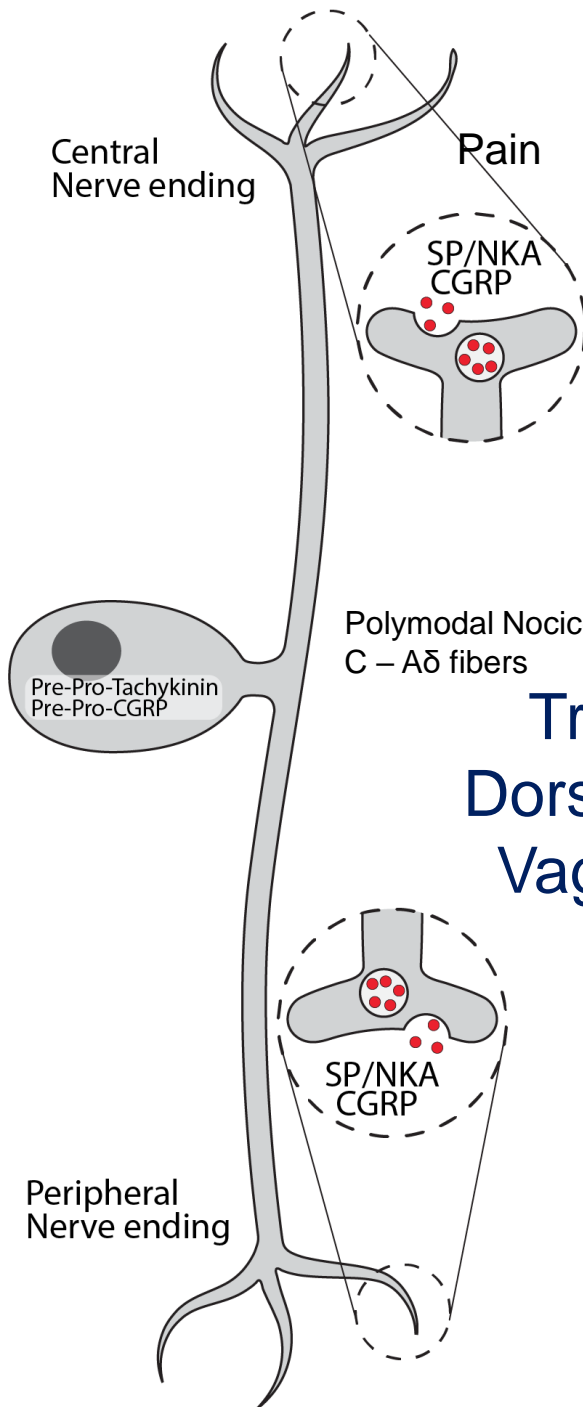 Central
Nerve ending
Pain
SP/NKA
CGRP
Polymodal Nocic
C – Aδ fibers
Pre-Pro-Tachykinin
Pre-Pro-CGRP
Tr
Dors
Vag
SP/NKA
CGRP
Peripheral
Nerve ending